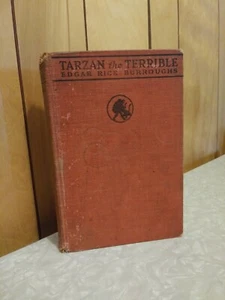 TARZAN the TERRIBLE
EDGAR RICE BURROUGHS